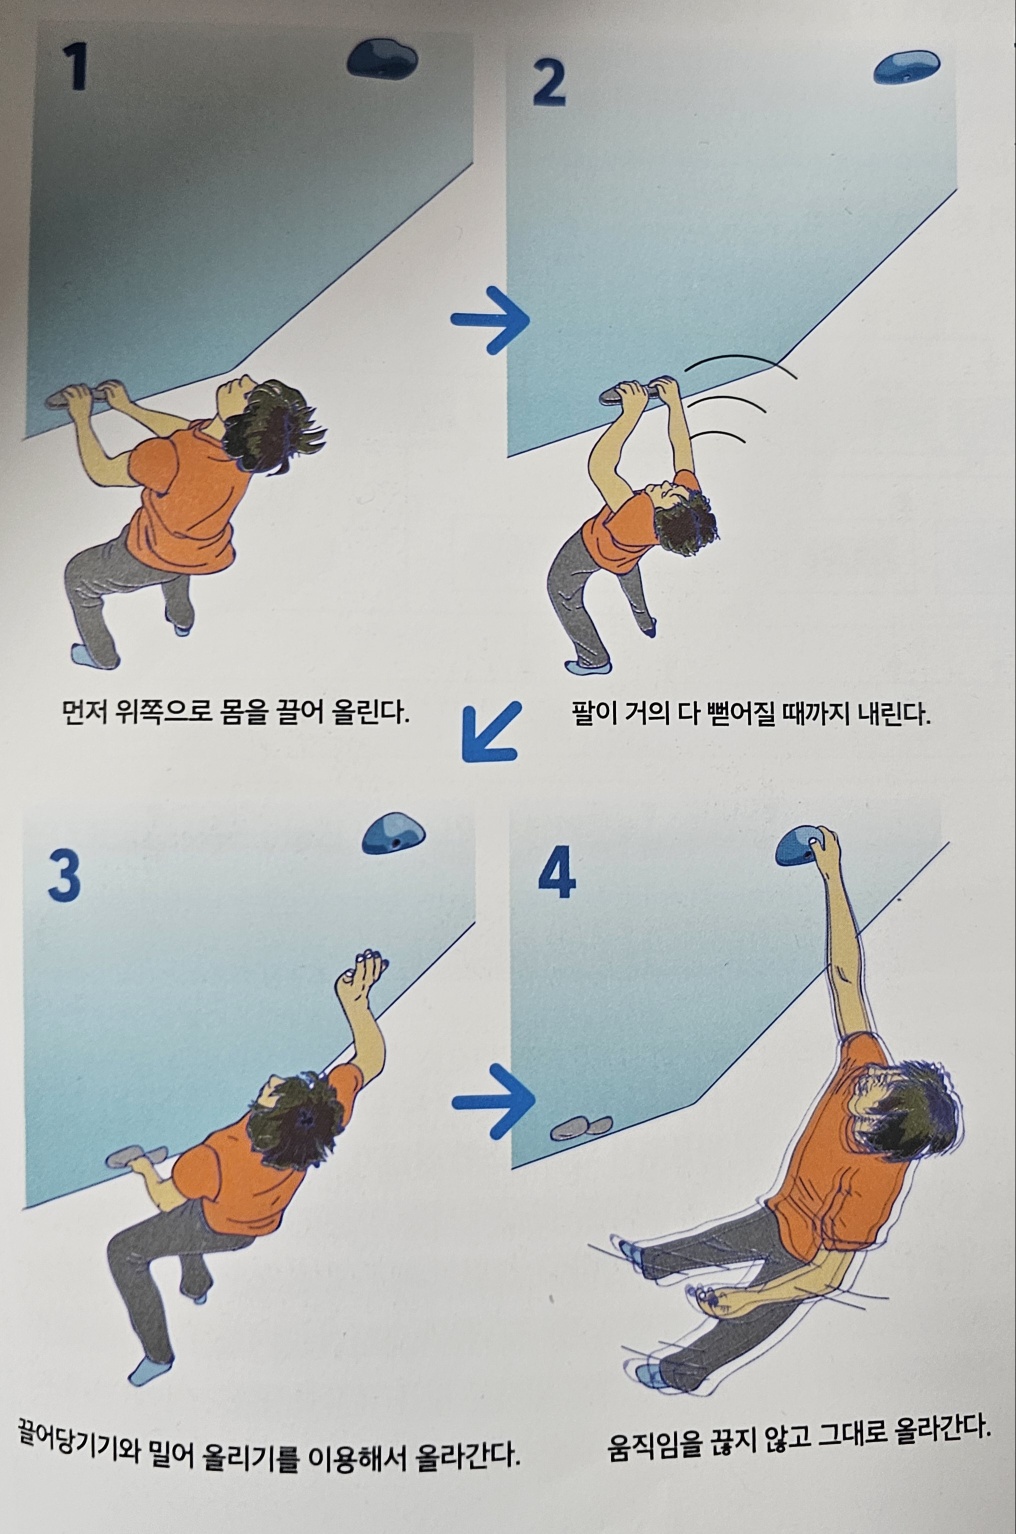 1
2
먼저 위쪽으로 몸을 끌어 올린다.
팔이 거의 다 뻗어질 때까지 내린다.
3
4
끌어당기기와 밀어 올리기를 이용해서 올라간다.
움직임을 끊지 않고 그대로 올라간다.